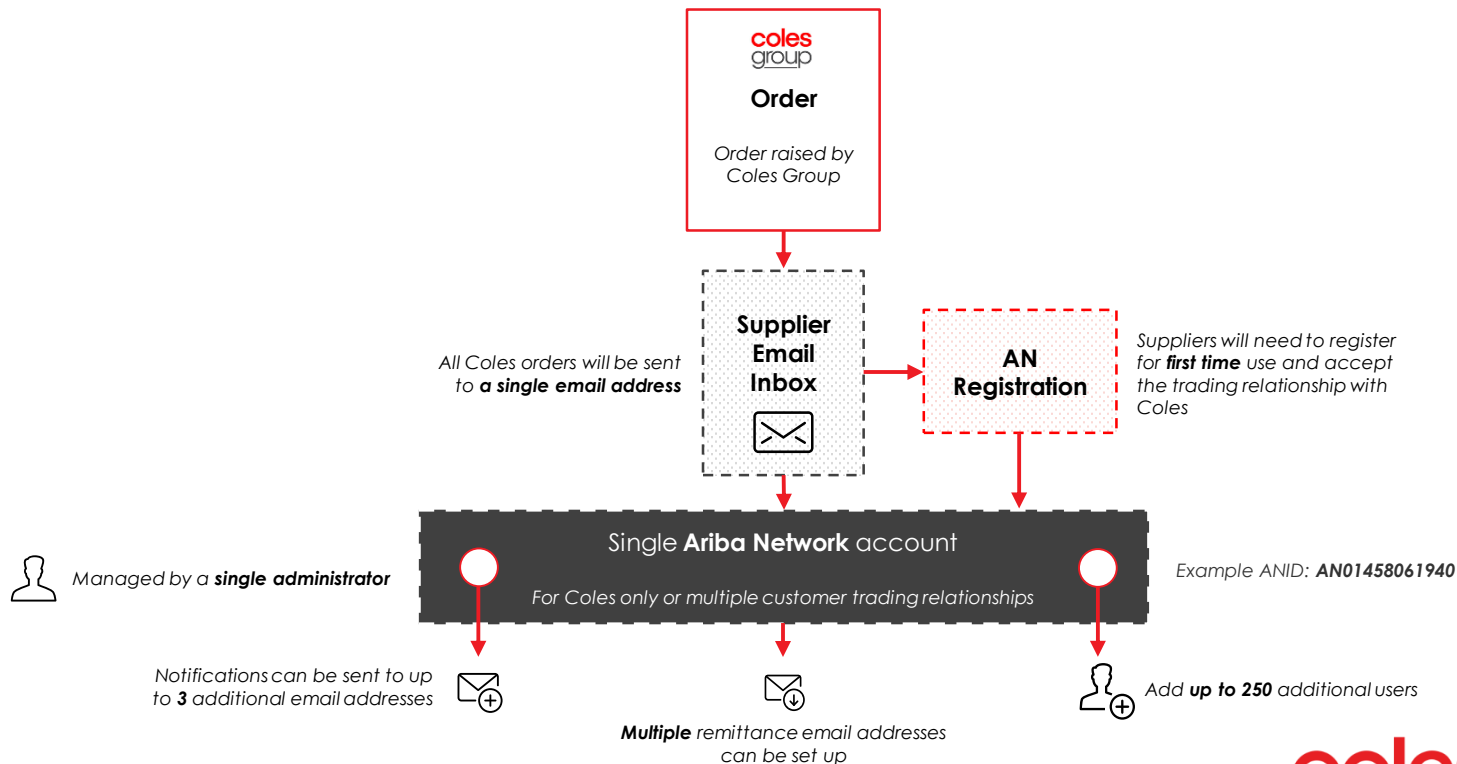 coles
group
Order
Order raised by
Coles Group
Supplier
Email
Inbox
All Coles orders will be sent
to a single email address
AN
Registration
Suppliers will need to register
for first time use and accept
the trading relationship with
Coles
Single Ariba Network account
For Coles only or multiple customer trading relationships
Managed by a single administrator
Example ANID: AN01458061940
Notifications can be sent to up
to 3 additional email addresses
Multiple remittance email addresses
can be set up
Add up to 250 additional users